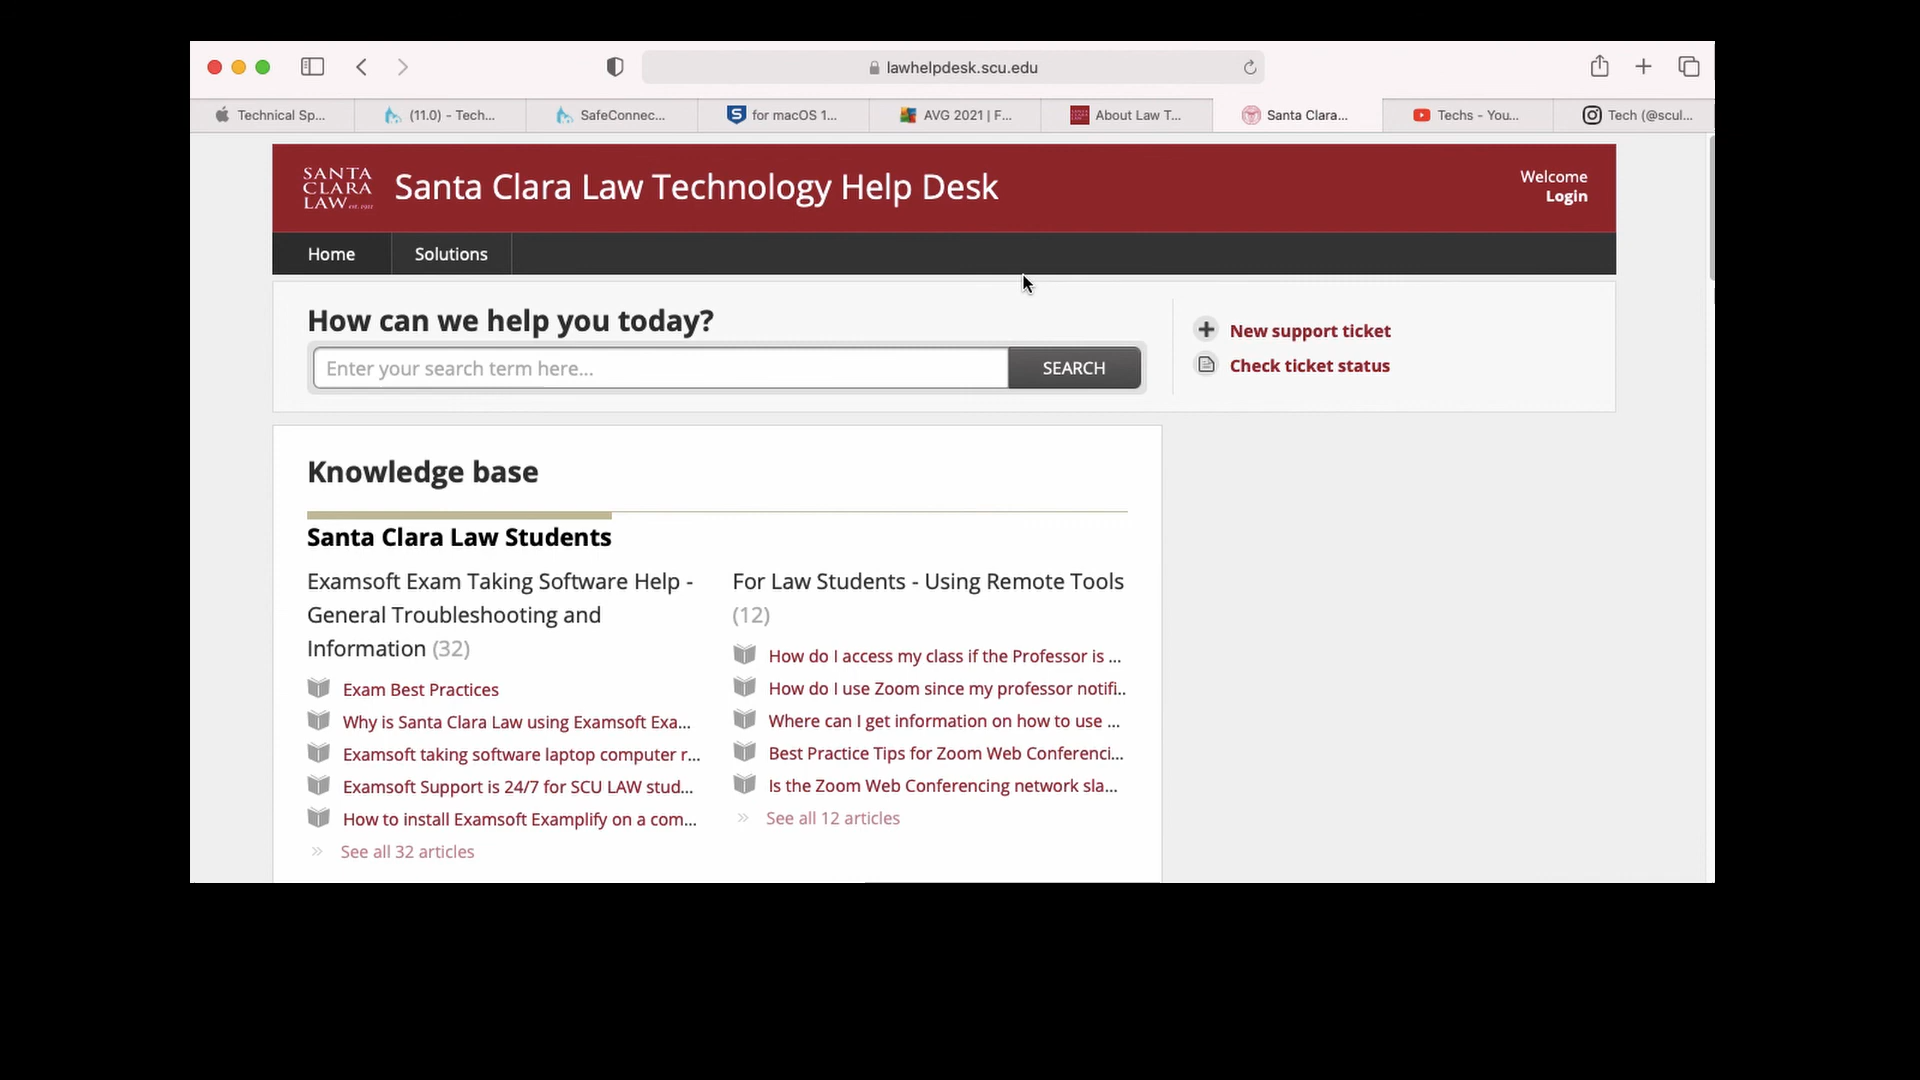 lawhelpdesk.scu.edu
Technical Sp...
(11.0) - Tech...
SafeConnec...
for macOS 1...
AVG 2021 | F...
About Law T...
Santa Clara...
Techs - You...
Tech (@scul...
SANTA
CLARA
LAW
Santa Clara Law Technology Help Desk
Welcome
Login
Home
Solutions
How can we help you today?
Enter your search term here...
SEARCH
New support ticket
Check ticket status
Knowledge base
Santa Clara Law Students
Examsoft Exam Taking Software Help -
General Troubleshooting and
Information (32)
Exam Best Practices
Why is Santa Clara Law using Examsoft Exa...
Examsoft taking software laptop computer r...
Examsoft Support is 24/7 for SCU LAW stud...
How to install Examsoft Examplify on a com...
See all 32 articles
For Law Students - Using Remote Tools
(12)
How do I access my class if the Professor is ...
How do I use Zoom since my professor notifi..
Where can I get information on how to use ...
Best Practice Tips for Zoom Web Conferenci...
Is the Zoom Web Conferencing network sla...
See all 12 articles